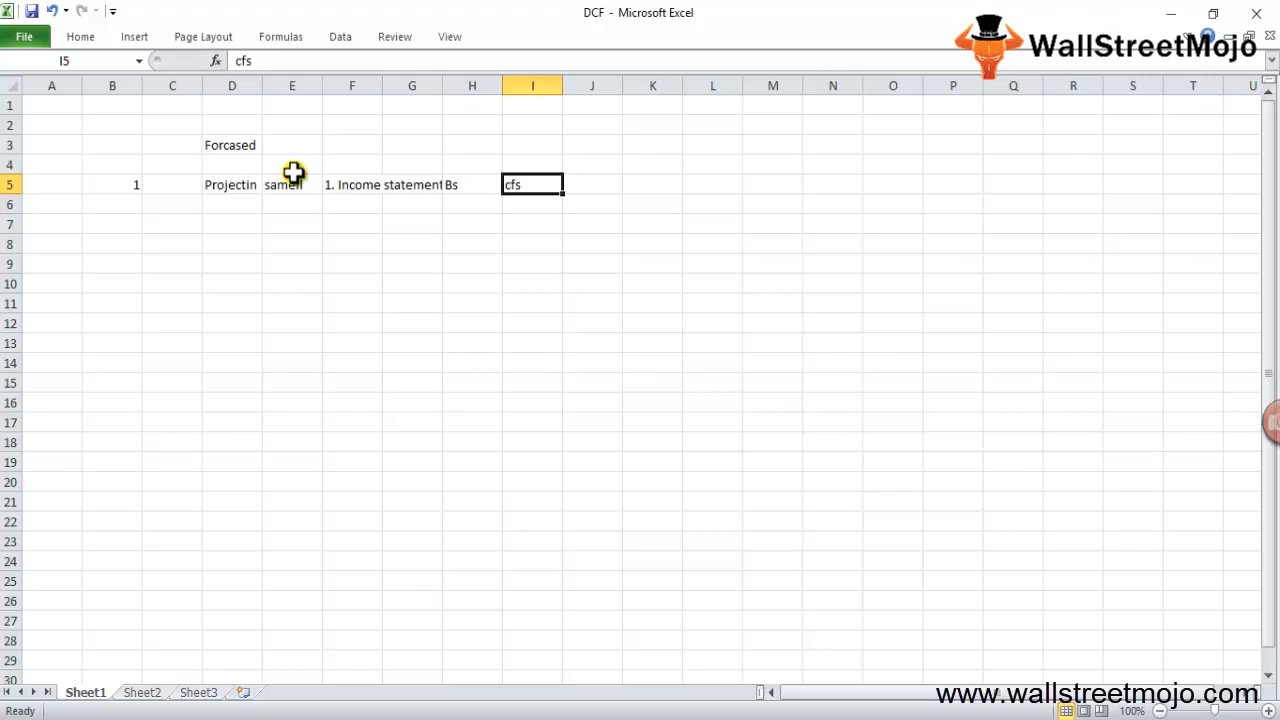 DCF - Microsoft Excel
File Home Insert Page Layout Formulas Data Review View
WallStreetMojo
I5 fx cfs
A B C D E F G H I J K L M N O P Q R S T U
1
2
3 Forcased
4
5 1 Projectin samell 1. Income statement Bs cfs
6
7
8
9
10
11
12
13
14
15
16
17
18
19
20
21
22
23
24
25
26
27
28
29
30
Sheet1 Sheet2 Sheet3
www.wallstreetmojo.com
Ready 100%